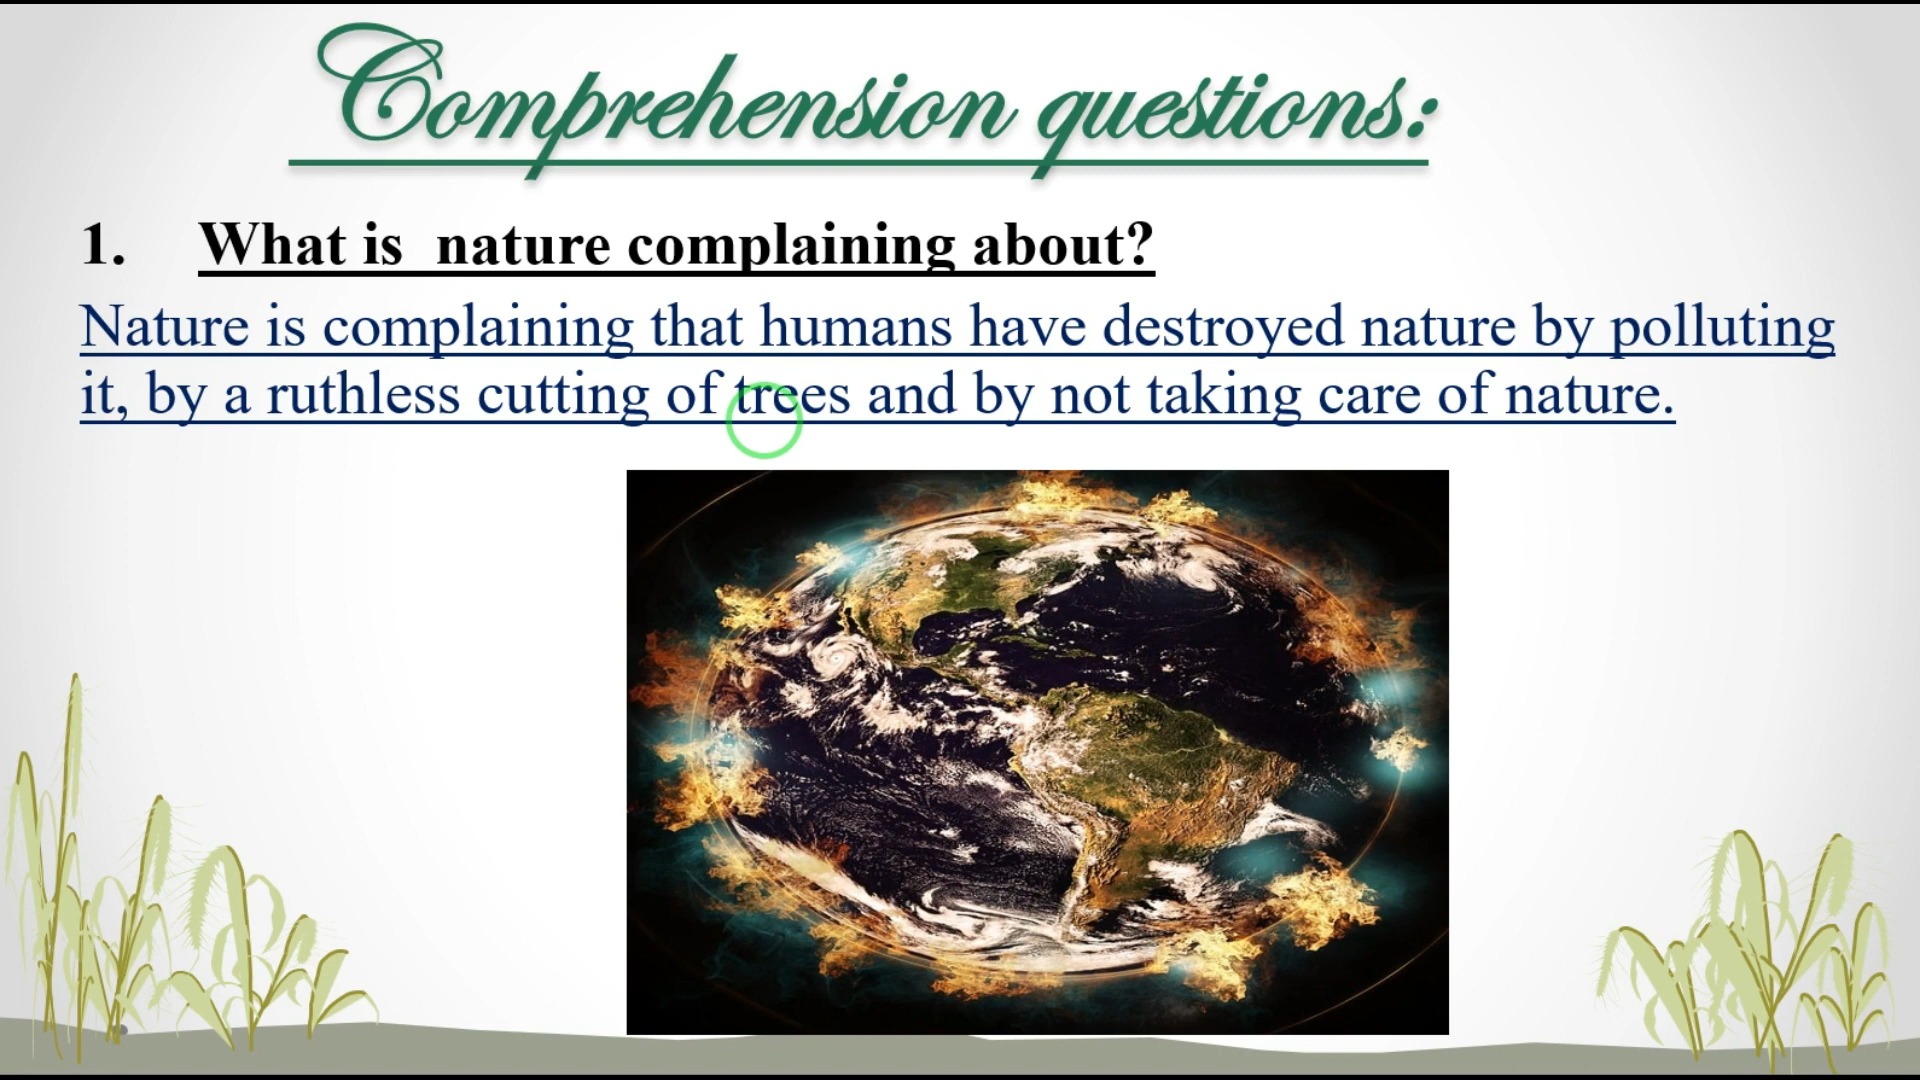 Comprehension questions:
1. What is nature complaining about?
Nature is complaining that humans have destroyed nature by polluting
it, by a ruthless cutting of trees and by not taking care of nature.